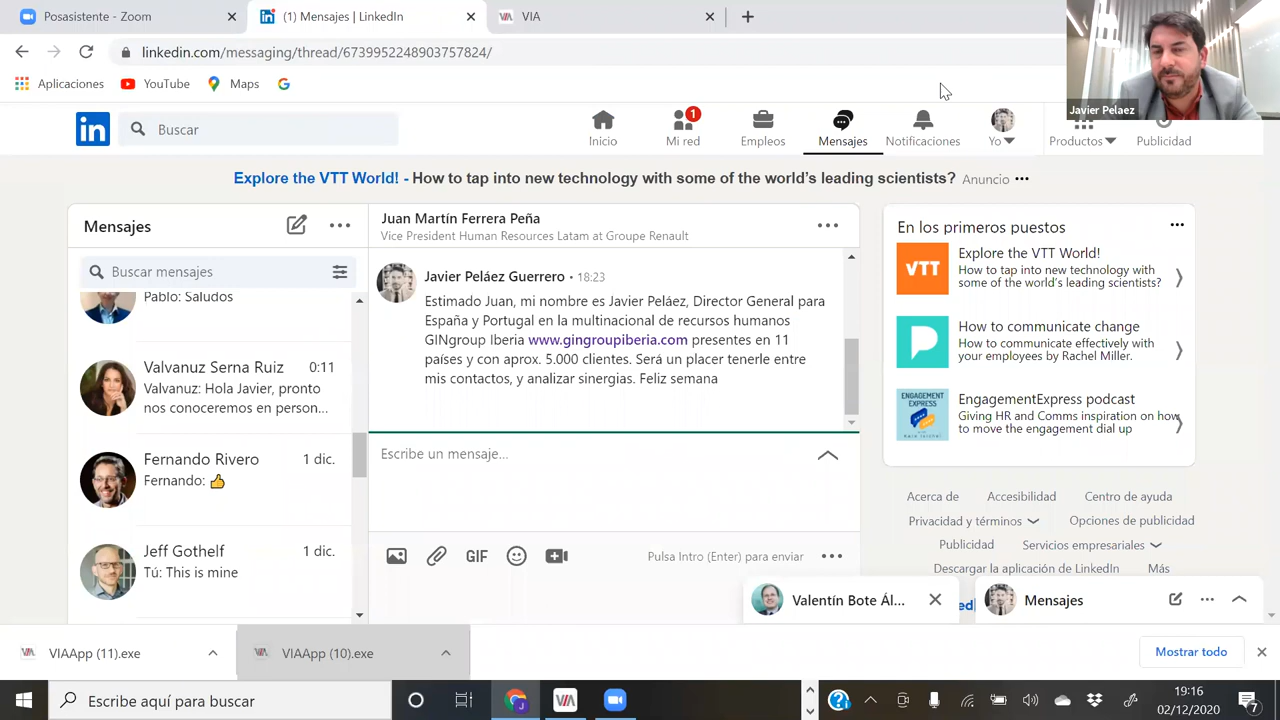 Posasistente - Zoom
(1) Mensajes | LinkedIn
VIA
linkedin.com/messaging/thread/6739952248903757824/
Aplicaciones
YouTube
Maps
Javier Pelaez
in
Buscar
1
Inicio
Mi red
Empleos
Mensajes
Notificaciones
Yo
Productos
Publicidad
Explore the VTT World! - How to tap into new technology with some of the world's leading scientists? Anuncio
Mensajes
Buscar mensajes
Pablo: Saludos
Valvanuz Serna Ruiz 0:11
Valvanuz: Hola Javier, pronto
nos conoceremos en person...
Fernando Rivero 1 dic.
Fernando: 👍
Jeff Gothelf 1 dic.
Tú: This is mine
Juan Martín Ferrera Peña
Vice President Human Resources Latam at Groupe Renault
Javier Peláez Guerrero • 18:23
Estimado Juan, mi nombre es Javier Peláez, Director General para
España y Portugal en la multinacional de recursos humanos
GINgroup Iberia www.gingroupiberia.com presentes en 11
países y con aprox. 5.000 clientes. Será un placer tenerle entre
mis contactos, y analizar sinergias. Feliz semana
Escribe un mensaje...
GIF
Pulsa Intro (Enter) para enviar
En los primeros puestos
VTT
Explore the VTT World!
How to tap into new technology with
some of the world's leading scientists?
How to communicate change
How to communicate effectively with
your employees by Rachel Miller.
ENGAGEMENT
EXPRESS
EngagementExpress podcast
Giving HR and Comms inspiration on how
to move the engagement dial up
Acerca de Accesibilidad Centro de ayuda
Privacidad y términos Opciones de publicidad
Publicidad Servicios empresariales
Descargar la aplicación de LinkedIn Más
Valentín Bote Ál...
Mensajes
VIAApp (11).exe
VIAApp (10).exe
Mostrar todo
Escribe aquí para buscar
VIA
19:16
02/12/2020
7